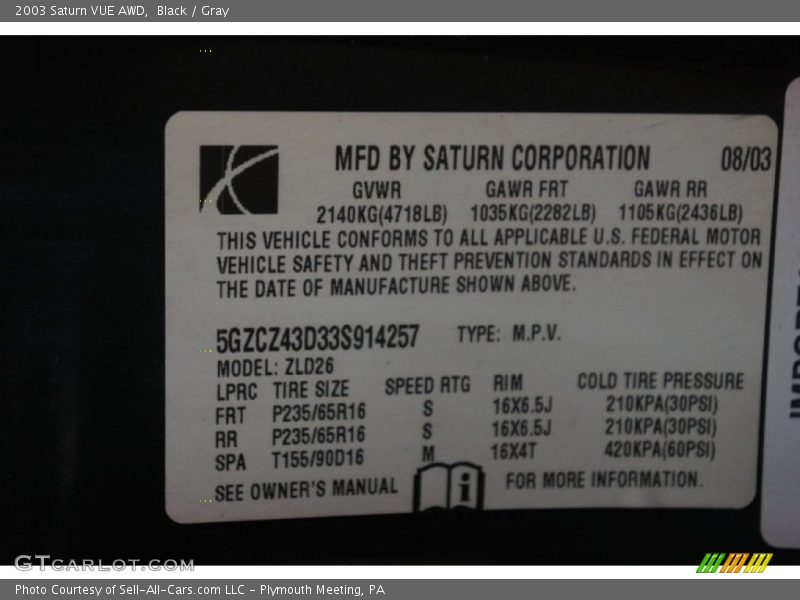 2003 Saturn VUE AWD, Black / Gray
MFD BY SATURN CORPORATION 08/03
GVWR GAWR FRT GAWR RR
2140KG(4718LB) 1035KG(2282LB) 1105KG(2436LB)
THIS VEHICLE CONFORMS TO ALL APPLICABLE U.S. FEDERAL MOTOR
VEHICLE SAFETY AND THEFT PREVENTION STANDARDS IN EFFECT ON
THE DATE OF MANUFACTURE SHOWN ABOVE.
5GZCZ43D33S914257 TYPE: M.P.V.
MODEL: ZLD26
LPRC TIRE SIZE SPEED RTG RIM COLD TIRE PRESSURE
FRT P235/65R16 S 16X6.5J 210KPA(30PSI)
RR P235/65R16 S 16X6.5J 210KPA(30PSI)
SPA T155/90D16 M 16X4T 420KPA(60PSI)
SEE OWNER'S MANUAL i FOR MORE INFORMATION.
GTCARLOT.COM
Photo Courtesy of Sell-All-Cars.com LLC - Plymouth Meeting, PA